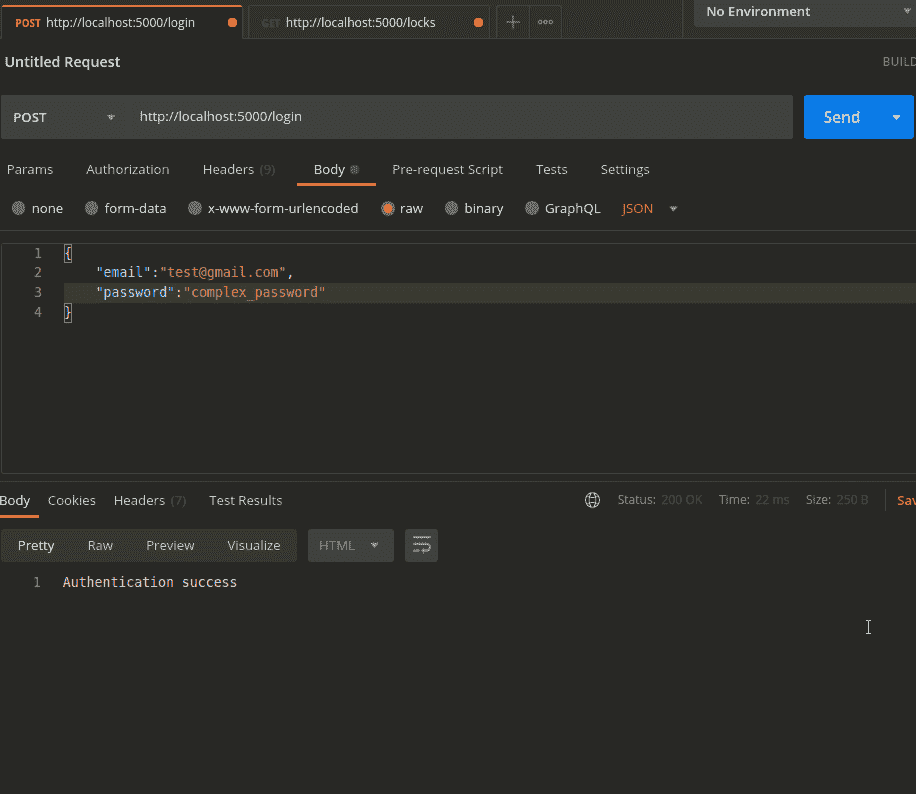 POST http://localhost:5000/login GET http://localhost:5000/locks No Environment
Untitled Request BUILD
POST http://localhost:5000/login Send
Params Authorization Headers (9) Body Pre-request Script Tests Settings
none form-data x-www-form-urlencoded raw binary GraphQL JSON
1 {
2 "email":"test@gmail.com",
3 "password":"complex_password"
4 }
Body Cookies Headers (7) Test Results Status: 200 OK Time: 22 ms Size: 250 B Sav
Pretty Raw Preview Visualize HTML
1 Authentication success